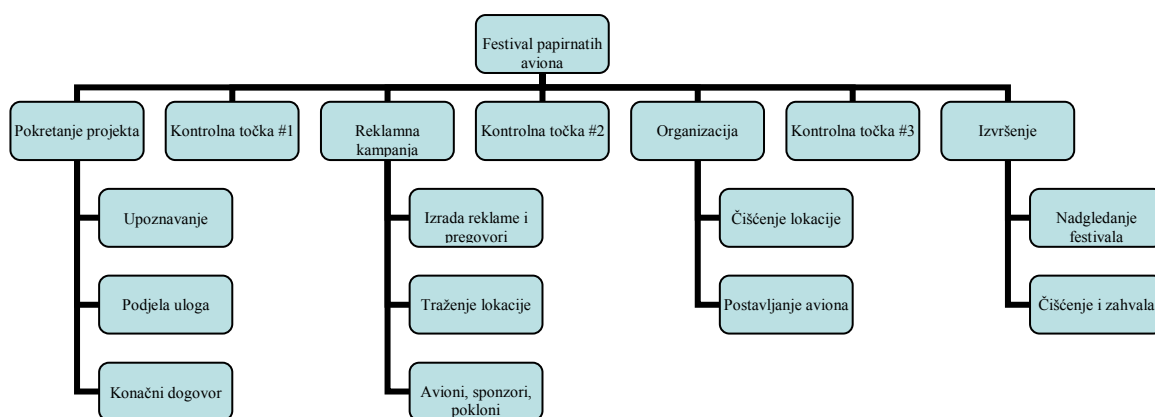 Festival papirnatih
aviona
Pokretanje projekta
Kontrolna točka #1
Reklamna
kampanja
Kontrolna točka #2
Organizacija
Kontrolna točka #3
Izvršenje
Upoznavanje
Podjela uloga
Konačni dogovor
Izrada reklame i
pregovori
Traženje lokacije
Avioni, sponzori,
pokloni
Čišćenje lokacije
Postavljanje aviona
Nadgledanje
festivala
Čišćenje i zahvala